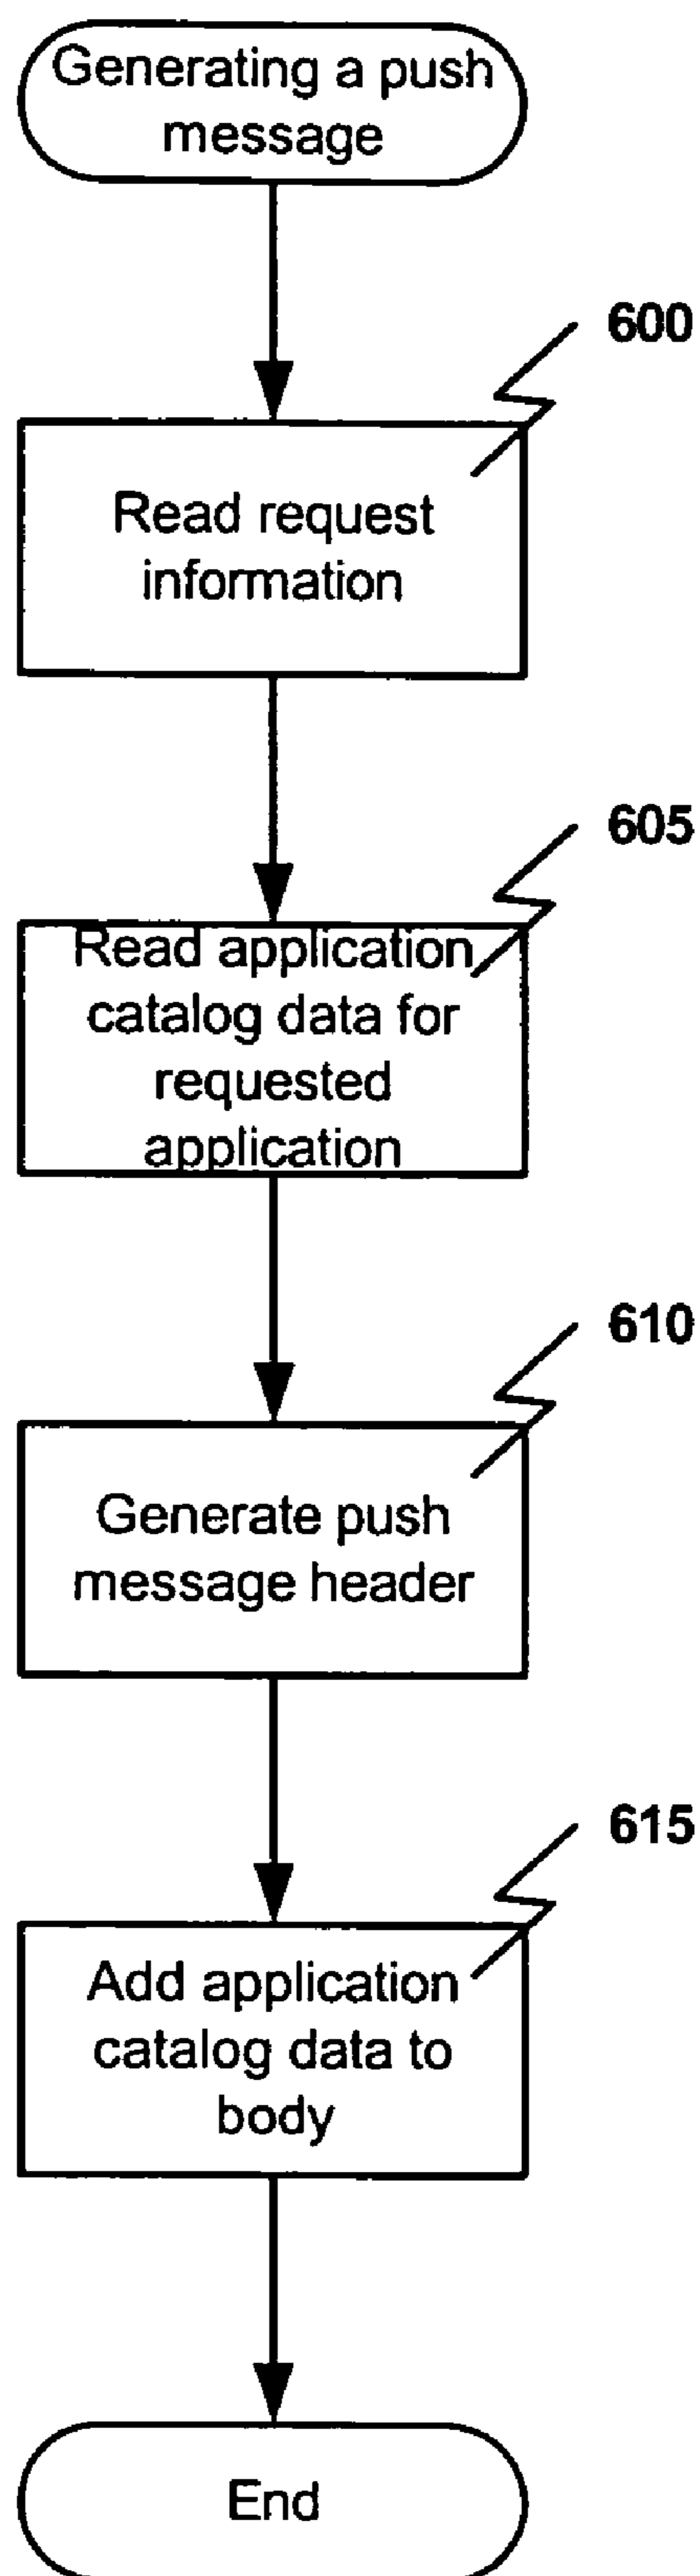 Generating a push
message
600
Read request
information
605
Read application
catalog data for
requested
application
610
Generate push
message header
615
Add application
catalog data to
body
End